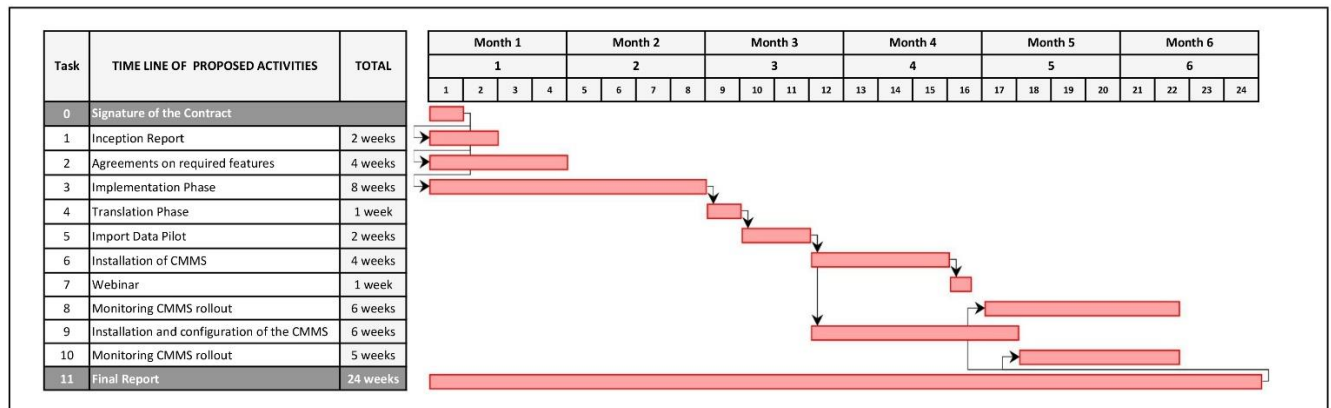 Month 1 Month 2 Month 3 Month 4 Month 5 Month 6
Task TIME LINE OF PROPOSED ACTIVITIES TOTAL 1 2 3 4 5 6
1 2 3 4 5 6 7 8 9 10 11 12 13 14 15 16 17 18 19 20 21 22 23 24
0 Signature of the Contract
1 Inception Report 2 weeks
2 Agreements on required features 4 weeks
3 Implementation Phase 8 weeks
4 Translation Phase 1 week
5 Import Data Pilot 2 weeks
6 Installation of CMMS 4 weeks
7 Webinar 1 week
8 Monitoring CMMS rollout 6 weeks
9 Installation and configuration of the CMMS 6 weeks
10 Monitoring CMMS rollout 5 weeks
11 Final Report 24 weeks